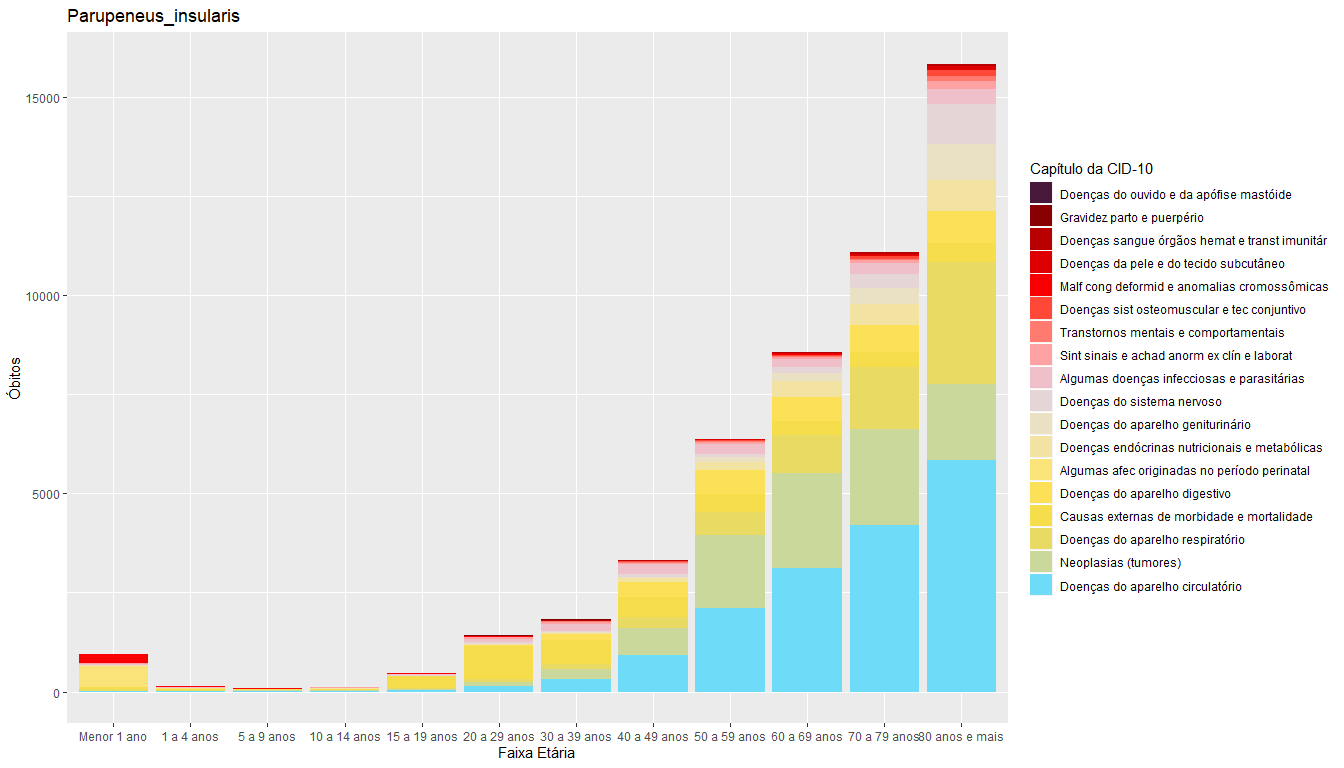 Parupeneus_insularis
Óbitos
15000
10000
5000
0
Menor 1 ano
1 a 4 anos
5 a 9 anos
10 a 14 anos
15 a 19 anos
20 a 29 anos
30 a 39 anos
40 a 49 anos
50 a 59 anos
60 a 69 anos
70 a 79 anos
80 anos e mais
Faixa Etária
Capítulo da CID-10
Doenças do ouvido e da apófise mastóide
Gravidez parto e puerpério
Doenças sangue órgãos hemat e transt imunitár
Doenças da pele e do tecido subcutâneo
Malf cong deformid e anomalias cromossômicas
Doenças sist osteomuscular e tec conjuntivo
Transtornos mentais e comportamentais
Sint sinais e achad anorm ex clín e laborat
Algumas doenças infecciosas e parasitárias
Doenças do sistema nervoso
Doenças do aparelho geniturinário
Doenças endócrinas nutricionais e metabólicas
Algumas afec originadas no período perinatal
Doenças do aparelho digestivo
Causas externas de morbidade e mortalidade
Doenças do aparelho respiratório
Neoplasias (tumores)
Doenças do aparelho circulatório